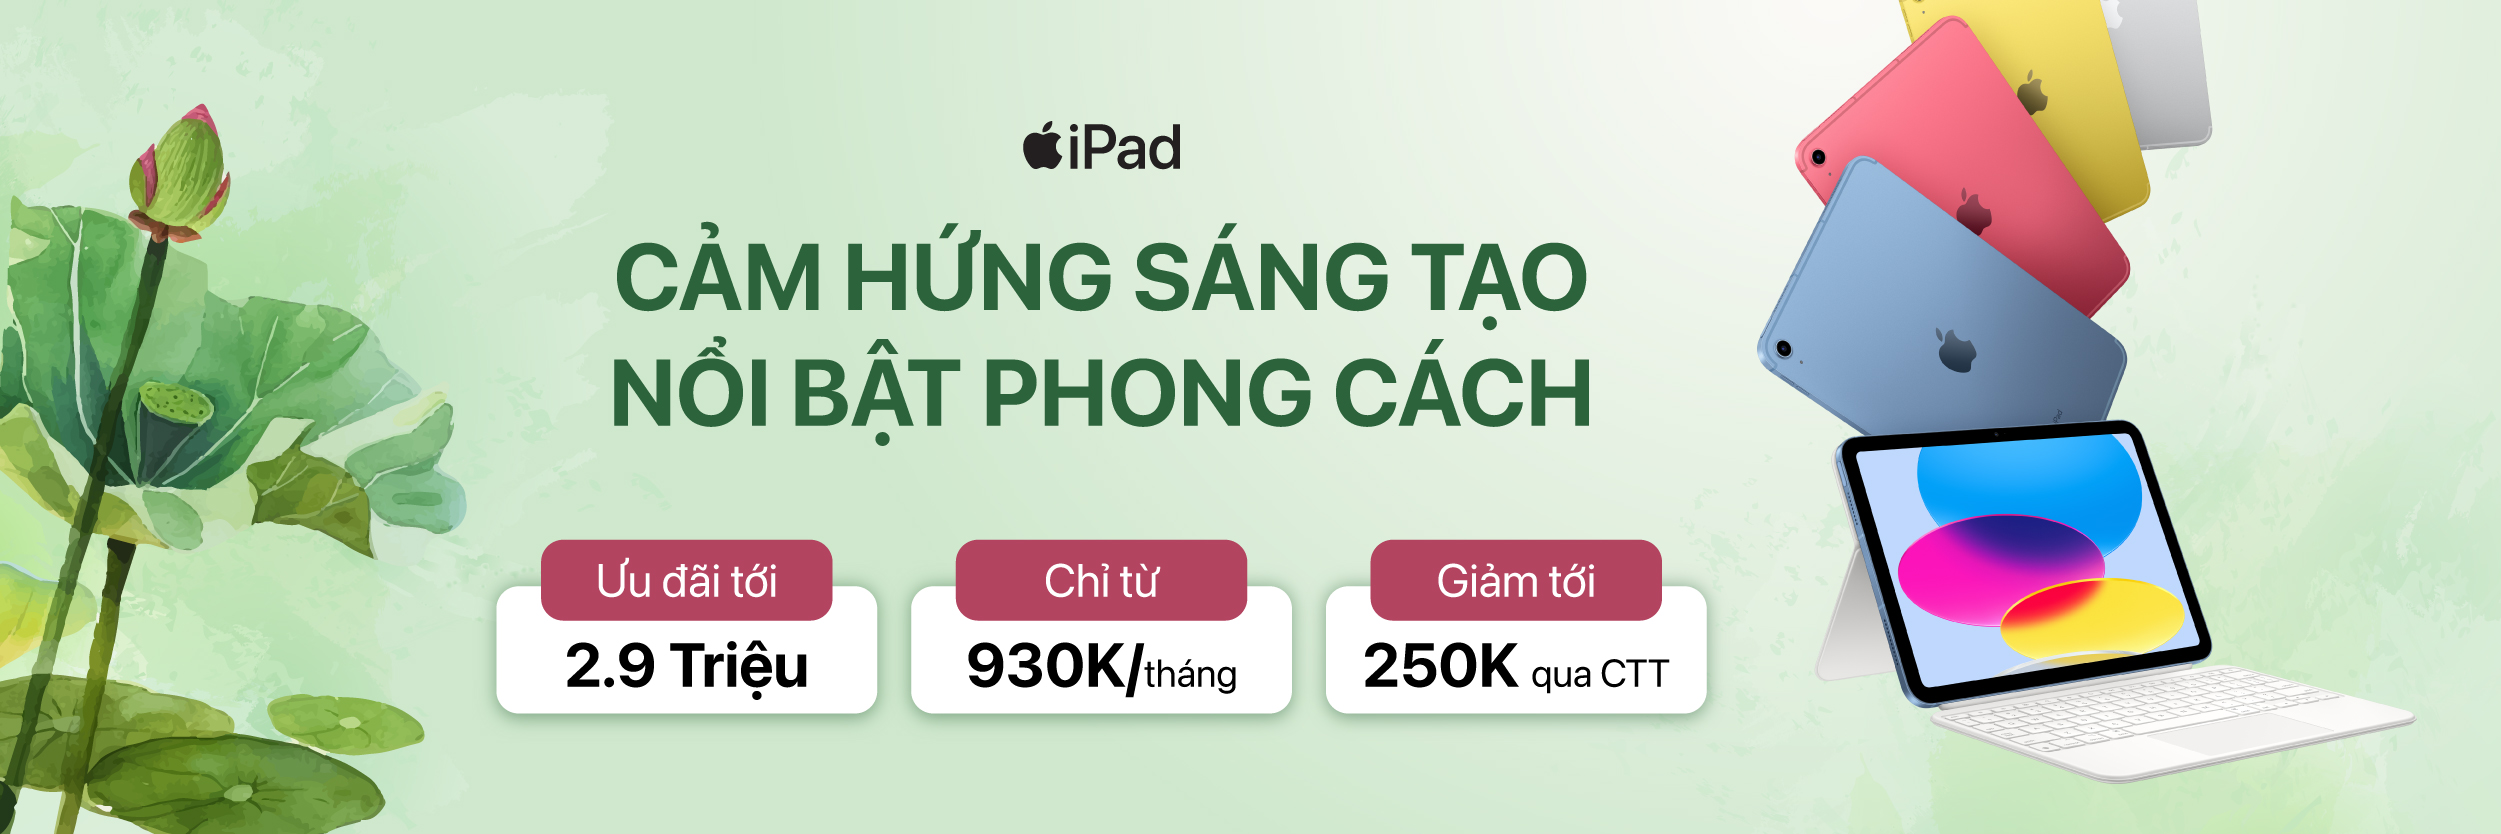 iPad
CẢM HỨNG SÁNG TẠO
NỔI BẬT PHONG CÁCH
Ưu đãi tới
2.9 Triệu
Chỉ từ
930K/tháng
Giảm tới
250K qua CTT